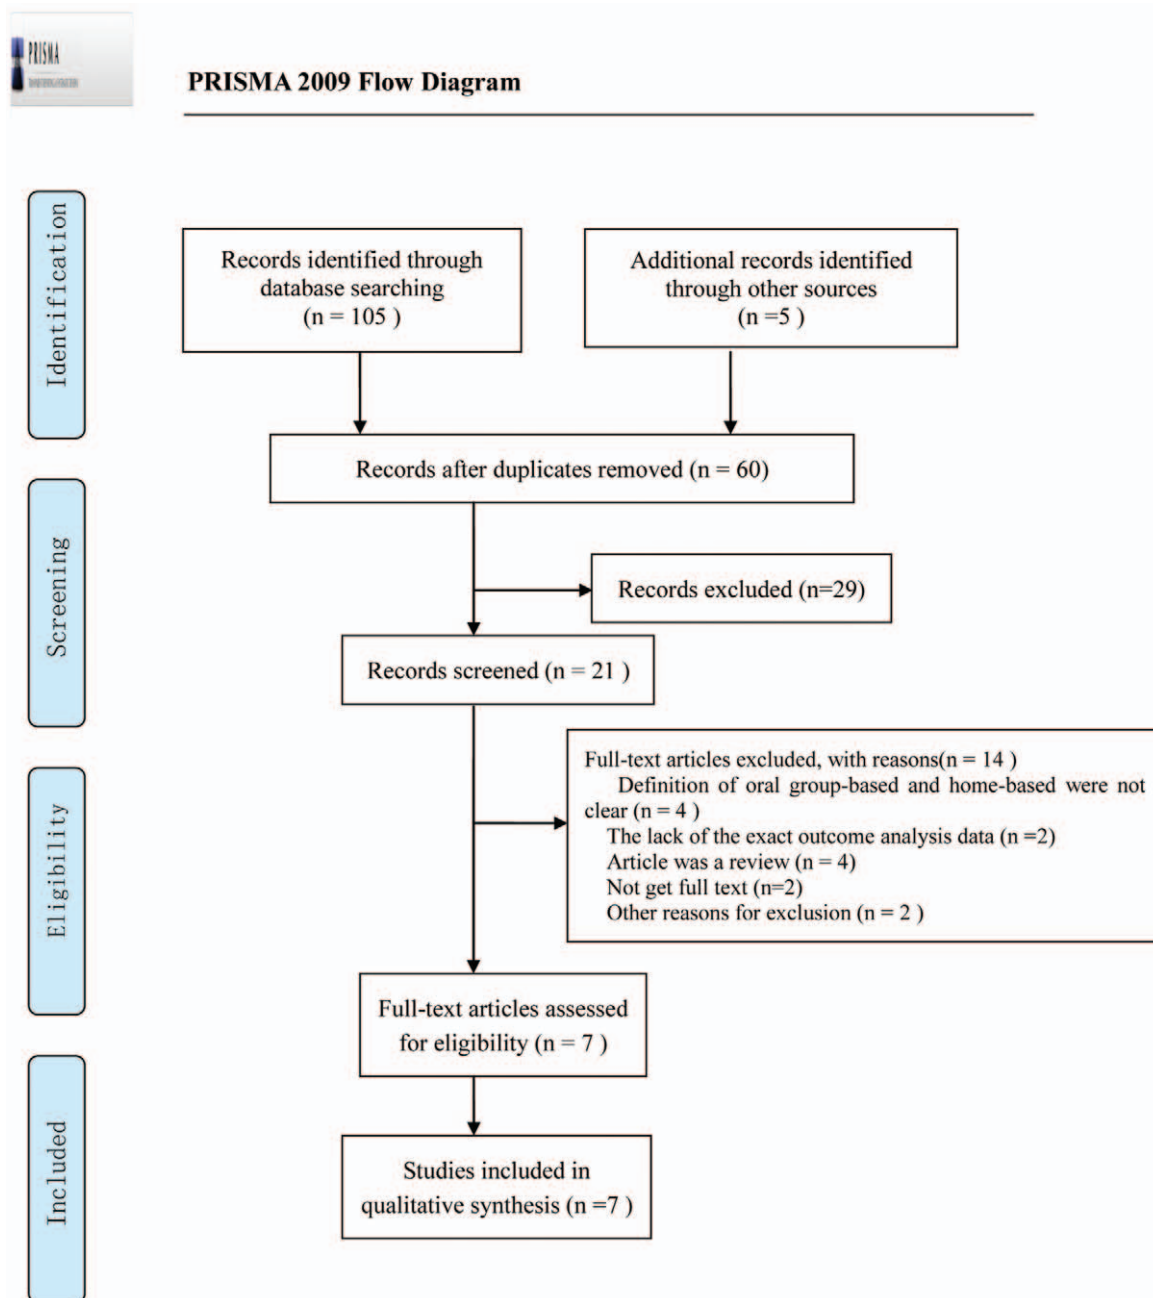 PRISMA
PRISMA 2009 Flow Diagram
Identification
Records identified through
database searching
(n = 105 )
Additional records identified
through other sources
(n =5 )
Records after duplicates removed (n = 60)
Screening
Records excluded (n=29)
Records screened (n = 21 )
Eligibility
Full-text articles excluded, with reasons(n = 14 )
Definition of oral group-based and home-based were not
clear (n = 4 )
The lack of the exact outcome analysis data (n =2)
Article was a review (n = 4)
Not get full text (n=2)
Other reasons for exclusion (n = 2 )
Full-text articles assessed
for eligibility (n = 7 )
Included
Studies included in
qualitative synthesis (n =7 )